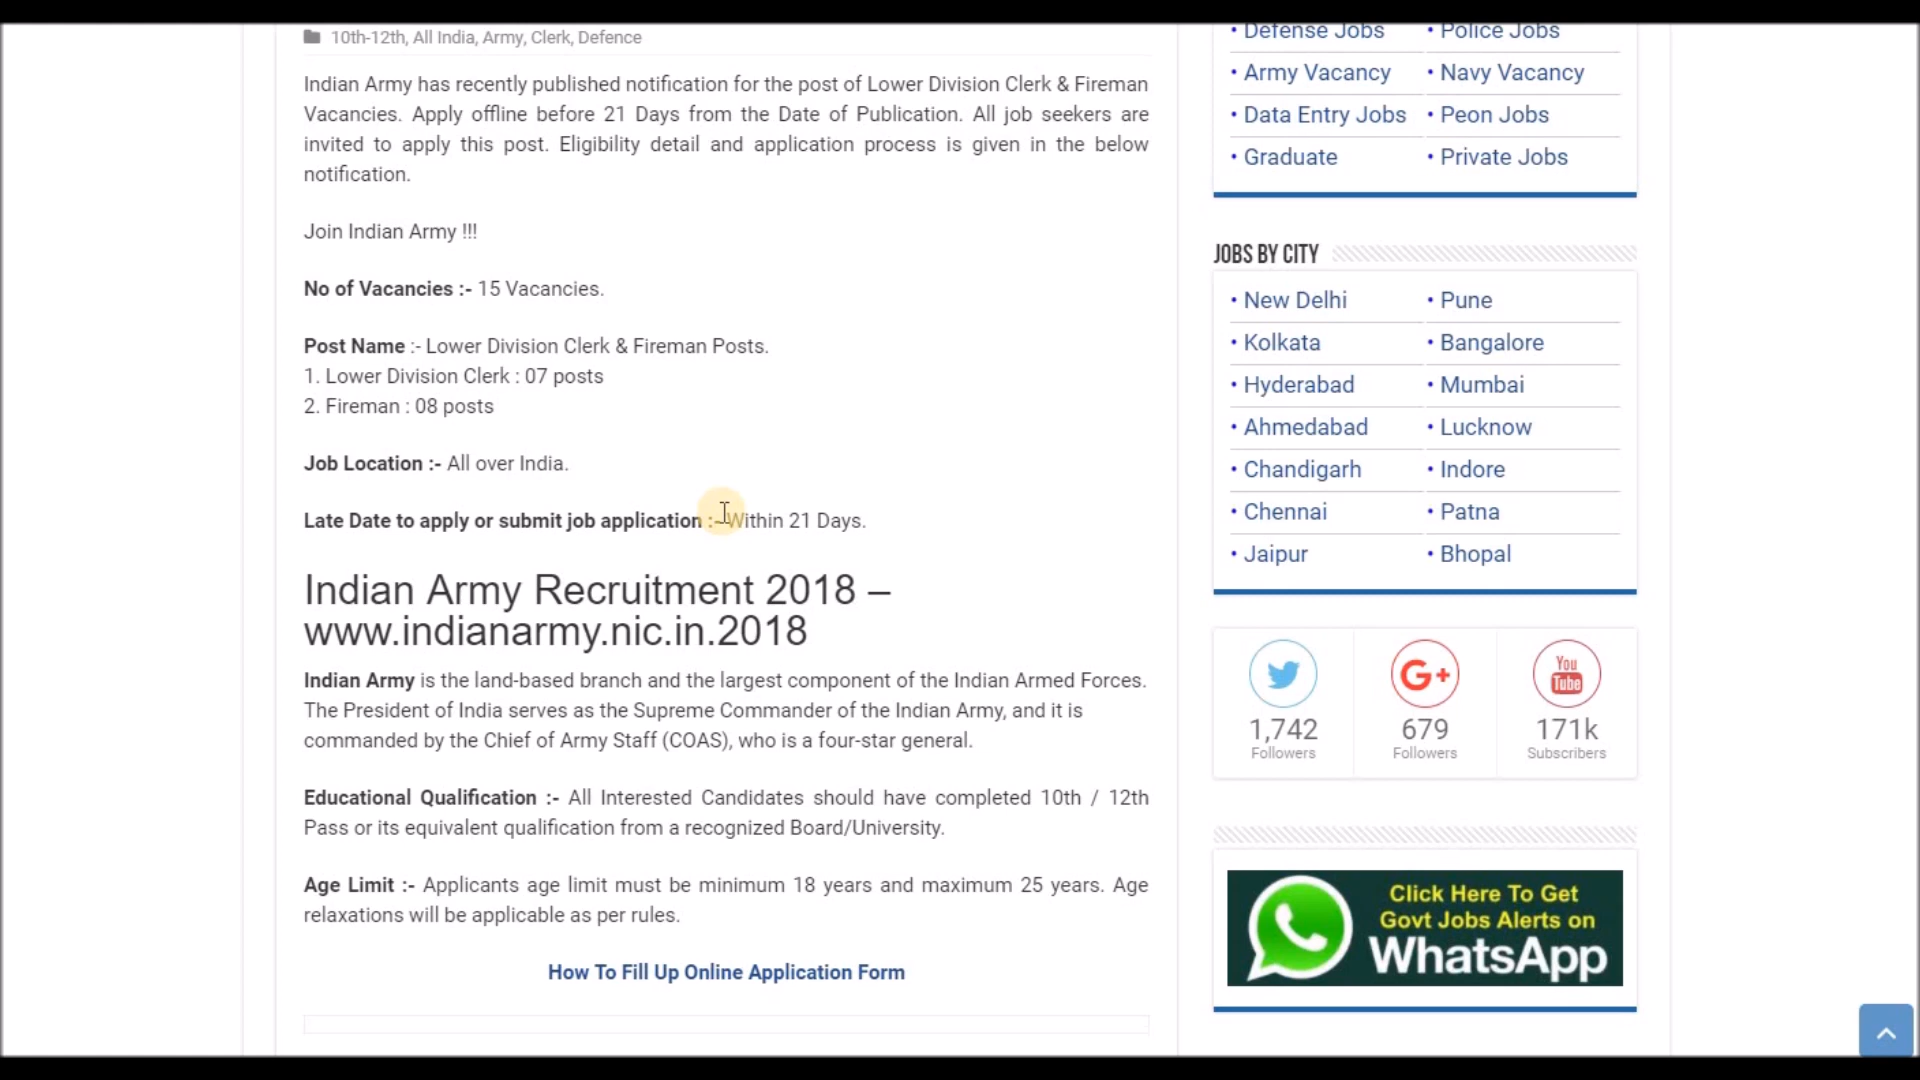 10th-12th, All India, Army, Clerk, Defence
Indian Army has recently published notification for the post of Lower Division Clerk & Fireman
Vacancies. Apply offline before 21 Days from the Date of Publication. All job seekers are
invited to apply this post. Eligibility detail and application process is given in the below
notification.
Join Indian Army !!!
No of Vacancies :- 15 Vacancies.
Post Name :- Lower Division Clerk & Fireman Posts.
1. Lower Division Clerk : 07 posts
2. Fireman : 08 posts
Job Location :- All over India.
Late Date to apply or submit job application :- Within 21 Days.
Indian Army Recruitment 2018 –
www.indianarmy.nic.in.2018
Indian Army is the land-based branch and the largest component of the Indian Armed Forces.
The President of India serves as the Supreme Commander of the Indian Army, and it is
commanded by the Chief of Army Staff (COAS), who is a four-star general.
Educational Qualification :- All Interested Candidates should have completed 10th / 12th
Pass or its equivalent qualification from a recognized Board/University.
Age Limit :- Applicants age limit must be minimum 18 years and maximum 25 years. Age
relaxations will be applicable as per rules.
How To Fill Up Online Application Form
• Defense Jobs • Police Jobs
• Army Vacancy • Navy Vacancy
• Data Entry Jobs • Peon Jobs
• Graduate • Private Jobs
JOBS BY CITY
• New Delhi • Pune
• Kolkata • Bangalore
• Hyderabad • Mumbai
• Ahmedabad • Lucknow
• Chandigarh • Indore
• Chennai • Patna
• Jaipur • Bhopal
G+ You
Tube
1,742 679 171k
Followers Followers Subscribers
Click Here To Get
Govt Jobs Alerts on
WhatsApp